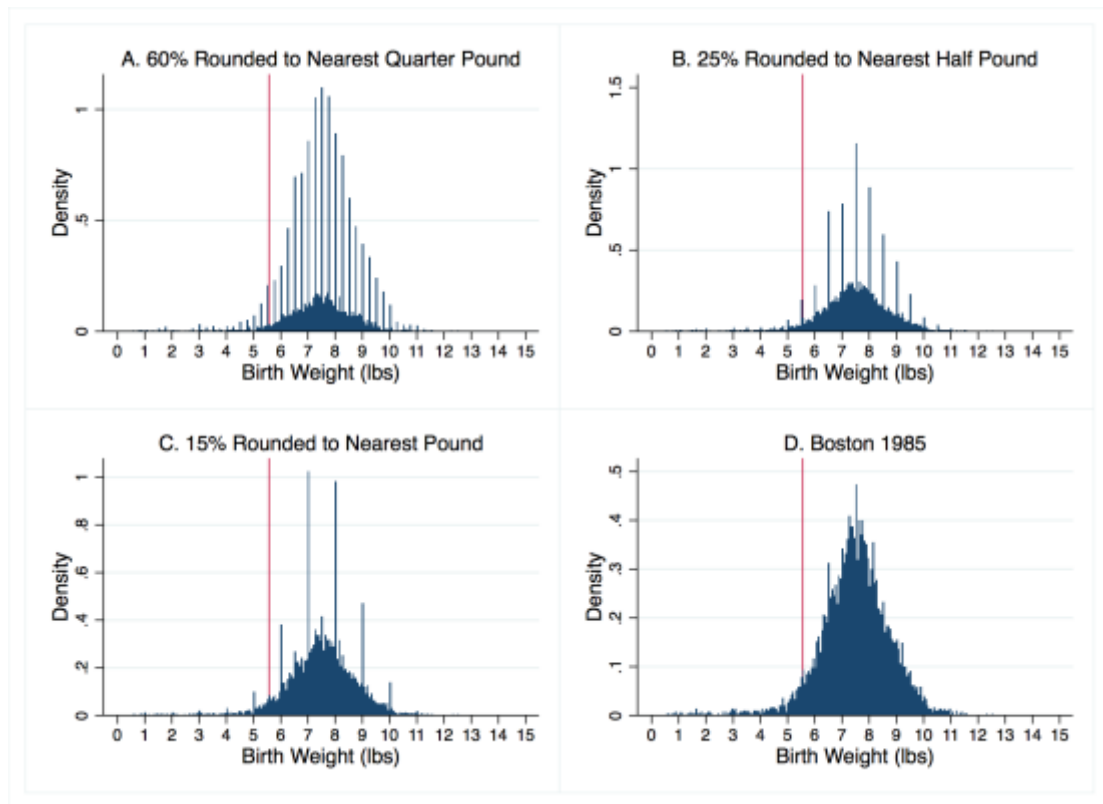 A. 60% Rounded to Nearest Quarter Pound
1
.5
0
Density
0 1 2 3 4 5 6 7 8 9 10 11 12 13 14 15
Birth Weight (lbs)
B. 25% Rounded to Nearest Half Pound
1.5
1
.5
0
Density
0 1 2 3 4 5 6 7 8 9 10 11 12 13 14 15
Birth Weight (lbs)
C. 15% Rounded to Nearest Pound
1
.8
.6
.4
.2
0
Density
0 1 2 3 4 5 6 7 8 9 10 11 12 13 14 15
Birth Weight (lbs)
D. Boston 1985
.5
.4
.3
.2
.1
0
Density
0 1 2 3 4 5 6 7 8 9 10 11 12 13 14 15
Birth Weight (lbs)